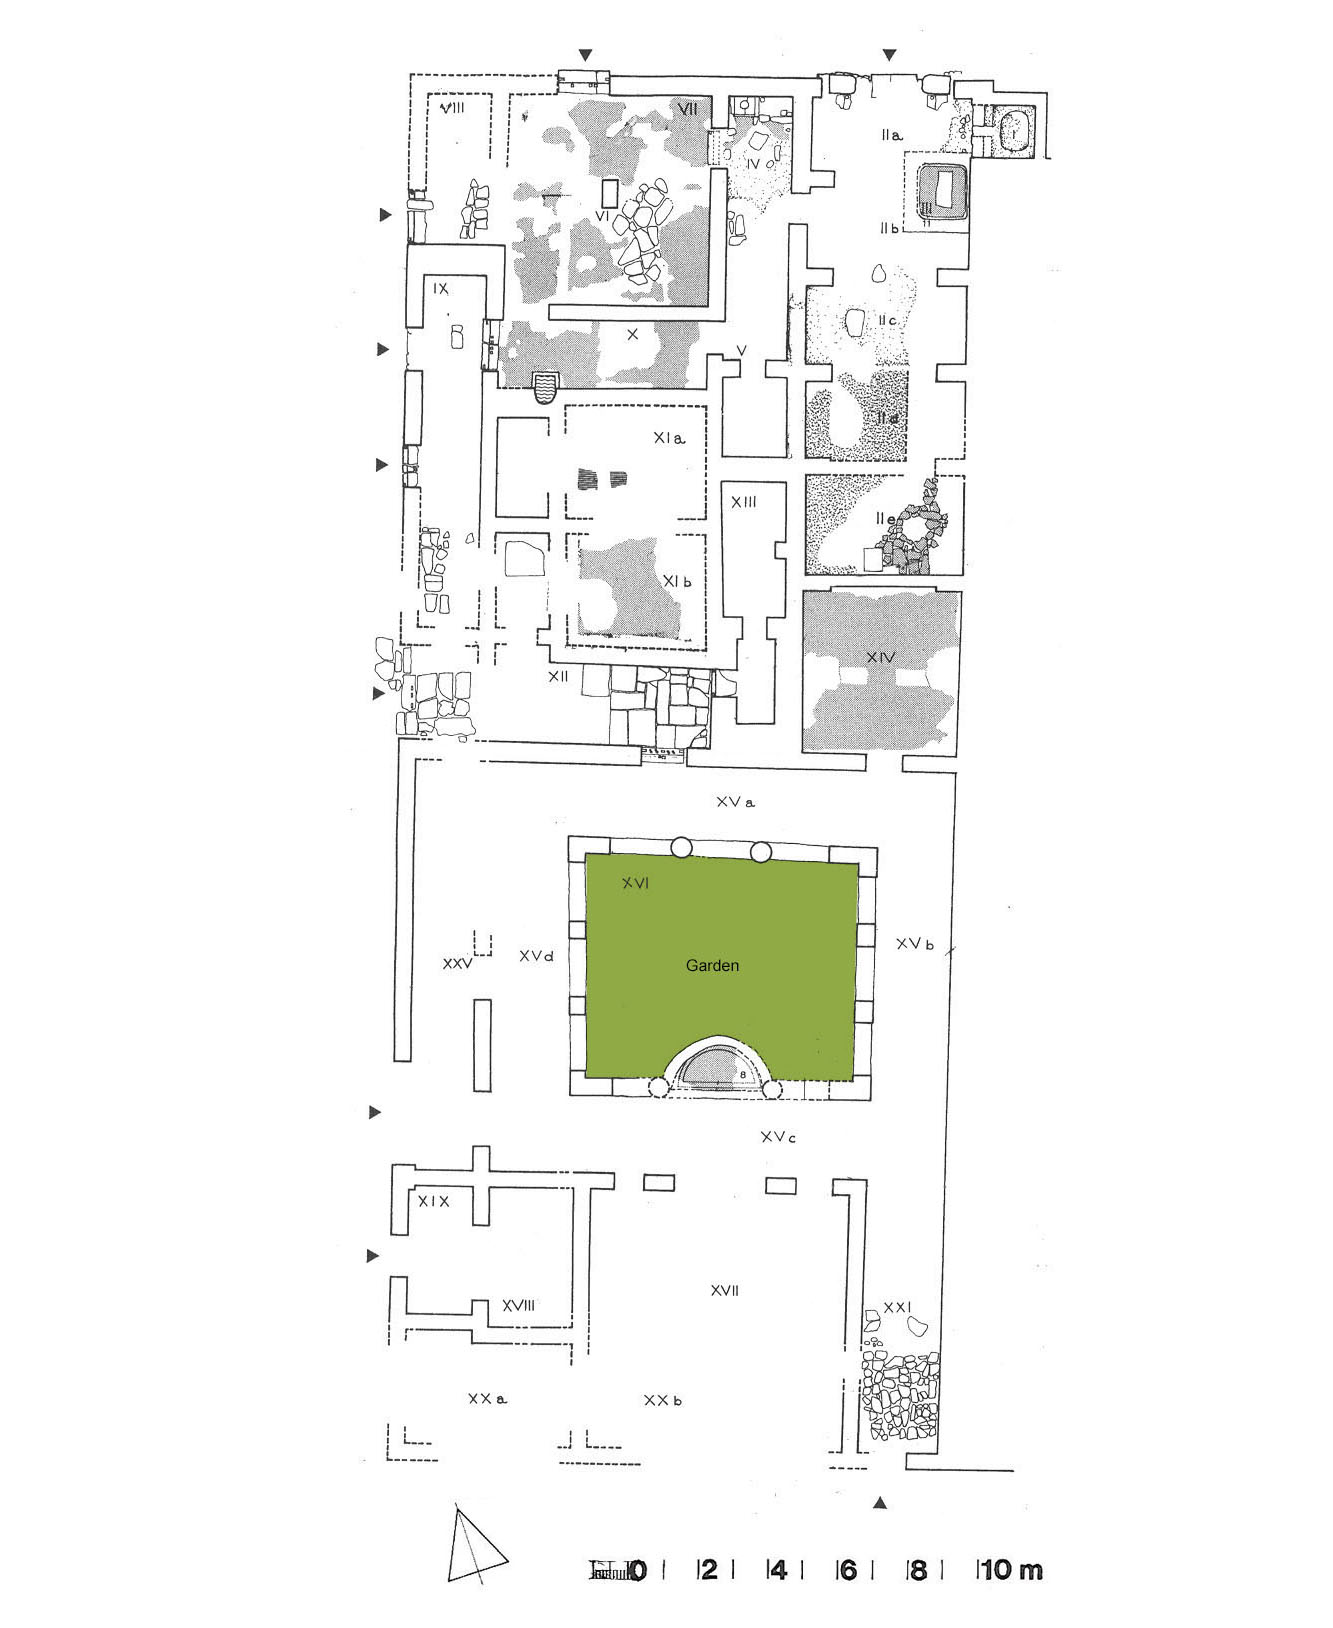 VIII
VII
IIa
I
IV
III
VI
IIb
IX
IIc
X
V
IId
XIa
XIII
IIe
XIb
XIV
XII
XVa
XVI
XVb
XVd
XXV
Garden
8
XVc
XIX
XVII
XVIII
XXI
XXa
XXb
0 | |2 | |4 | |6 | |8 | |10 m